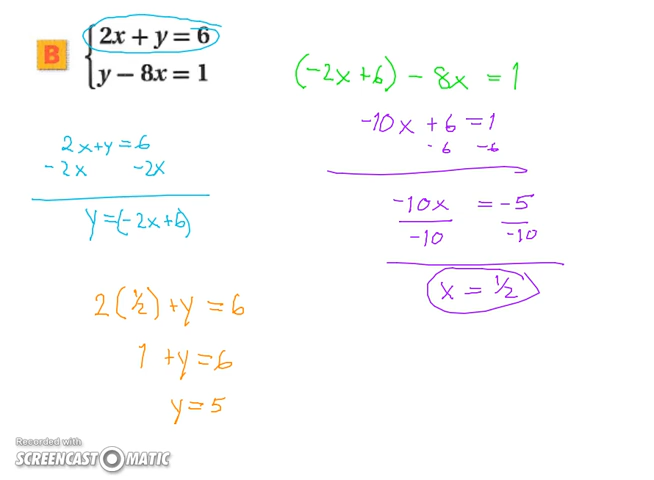 B
2x + y = 6
y – 8x = 1
2x+y=6
-2x -2x
y=(-2x+6)
2(1/2)+y=6
1 +y=6
y=5
(-2x+6) - 8x = 1
-10x + 6 = 1
-6 -6
-10x = -5
-10 -10
x = 1/2
Recorded with
SCREENCAST MATIC